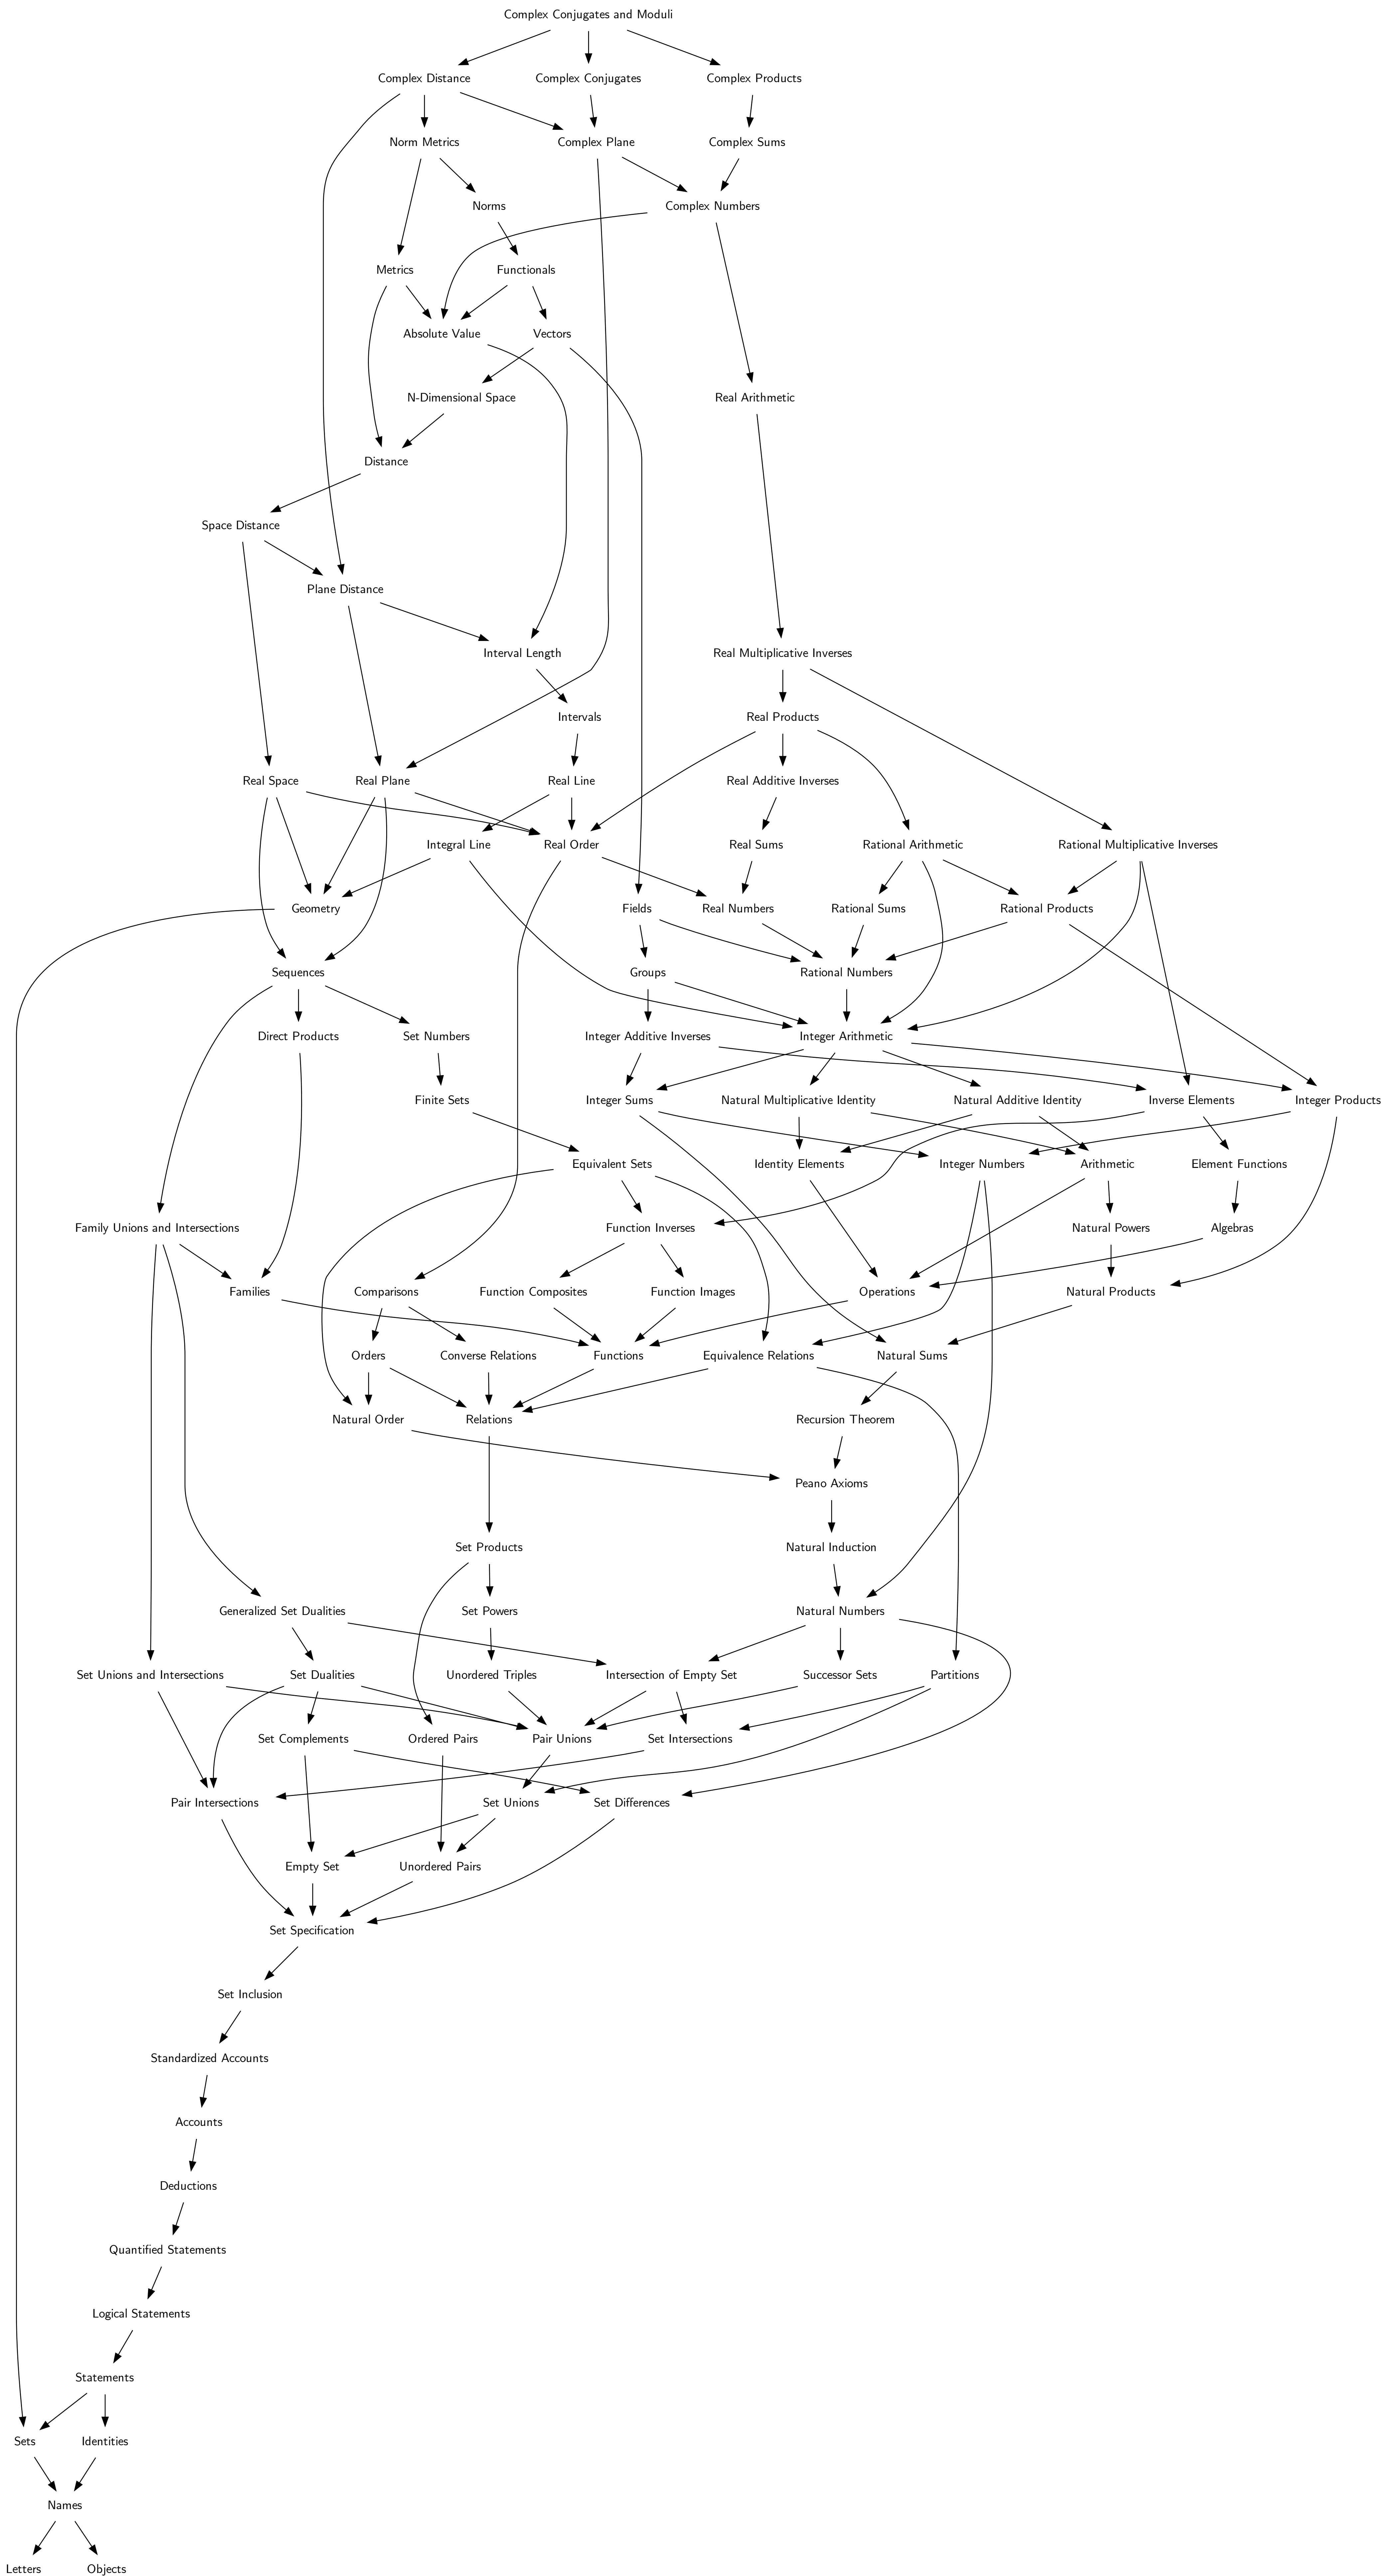 Complex Conjugates and Moduli
Complex Distance
Complex Conjugates
Complex Products
Norm Metrics
Complex Plane
Complex Sums
Norms
Complex Numbers
Metrics
Functionals
Absolute Value
Vectors
N-Dimensional Space
Real Arithmetic
Distance
Space Distance
Plane Distance
Interval Length
Real Multiplicative Inverses
Intervals
Real Products
Real Space
Real Plane
Real Line
Real Additive Inverses
Integral Line
Real Order
Real Sums
Rational Arithmetic
Rational Multiplicative Inverses
Geometry
Fields
Real Numbers
Rational Sums
Rational Products
Sequences
Groups
Rational Numbers
Direct Products
Set Numbers
Integer Additive Inverses
Integer Arithmetic
Finite Sets
Integer Sums
Natural Multiplicative Identity
Natural Additive Identity
Inverse Elements
Integer Products
Equivalent Sets
Identity Elements
Integer Numbers
Arithmetic
Element Functions
Family Unions and Intersections
Function Inverses
Natural Powers
Algebras
Families
Comparisons
Function Composites
Function Images
Operations
Natural Products
Orders
Converse Relations
Functions
Equivalence Relations
Natural Sums
Natural Order
Relations
Recursion Theorem
Peano Axioms
Set Products
Natural Induction
Generalized Set Dualities
Set Powers
Natural Numbers
Set Unions and Intersections
Set Dualities
Unordered Triples
Intersection of Empty Set
Successor Sets
Partitions
Set Complements
Ordered Pairs
Pair Unions
Set Intersections
Pair Intersections
Set Unions
Set Differences
Empty Set
Unordered Pairs
Set Specification
Set Inclusion
Standardized Accounts
Accounts
Deductions
Quantified Statements
Logical Statements
Statements
Sets
Identities
Names
Letters
Objects